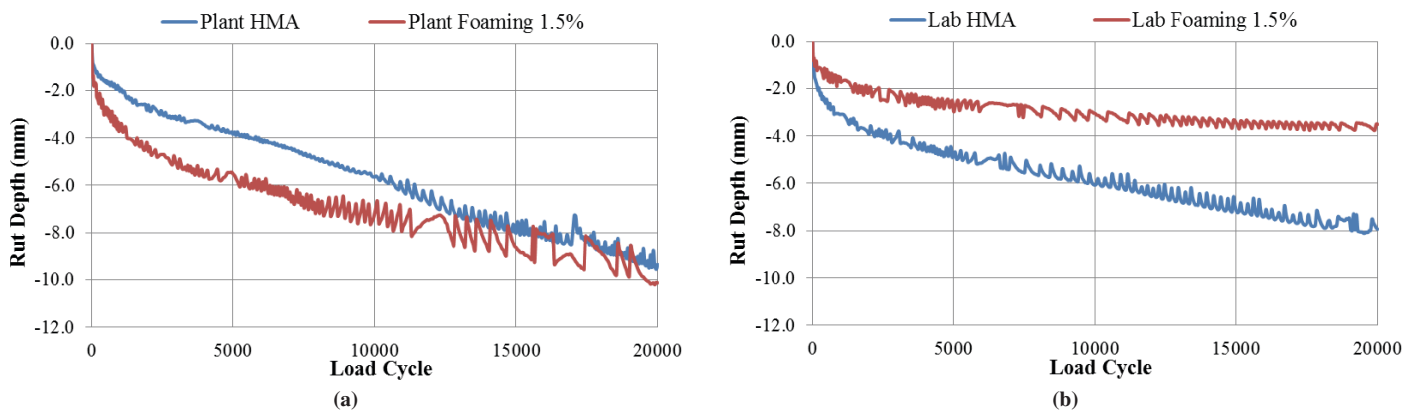 Plant HMA Plant Foaming 1.5%
0.0
-2.0
-4.0
-6.0
-8.0
-10.0
-12.0
Rut Depth (mm)
0 5000 10000 15000 20000
Load Cycle
(a)
Lab HMA Lab Foaming 1.5%
0.0
-2.0
-4.0
-6.0
-8.0
-10.0
-12.0
Rut Depth (mm)
0 5000 10000 15000 20000
Load Cycle
(b)